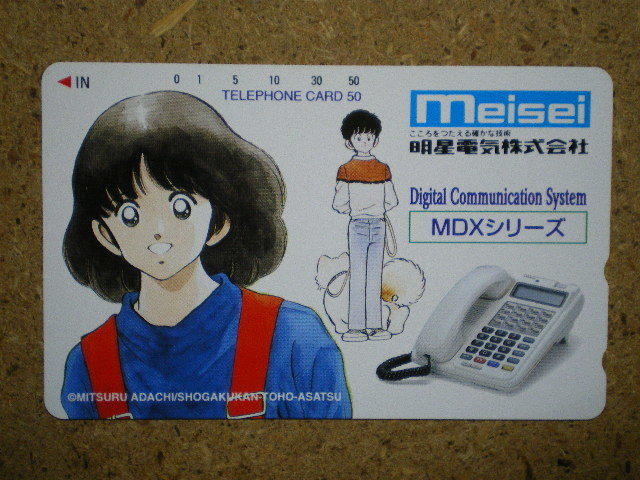 ◀IN
0 1 5 10 30 50
TELEPHONE CARD 50
meisei
こころをつたえる確かな技術
明星電気株式会社
Digital Communication System
MDXシリーズ
©MITSURU ADACHI/SHOGAKUKAN-TOHO-ASATSU